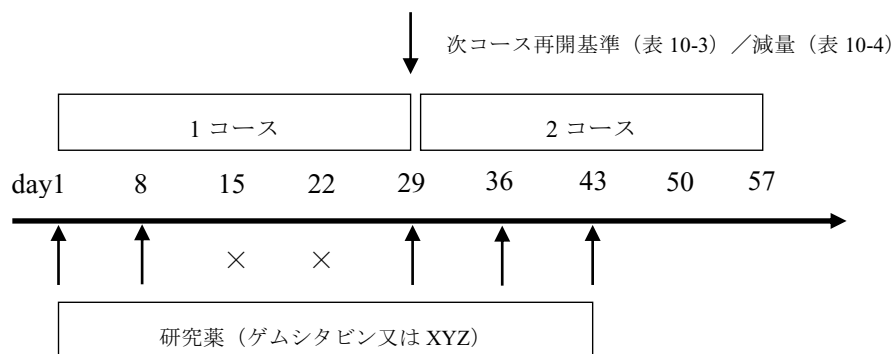 次コース再開基準（表 10-3）／減量（表 10-4）
1 コース 2 コース
day1 8 15 22 29 36 43 50 57
× ×
研究薬（ゲムシタビン又は XYZ）